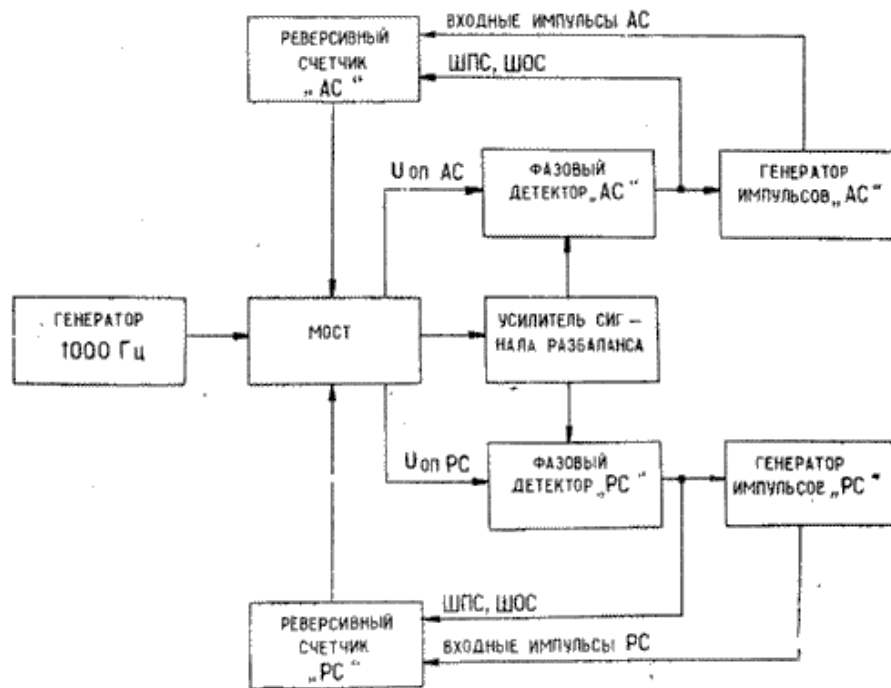 ВХОДНЫЕ ИМПУЛЬСЫ АС
РЕВЕРСИВНЫЙ
СЧЕТЧИК
„АС“
ШПС, ШОС
U оп АС
ФАЗОВЫЙ
ДЕТЕКТОР „АС“
ГЕНЕРАТОР
ИМПУЛЬСОВ „АС“
ГЕНЕРАТОР
1000 Гц
МОСТ
УСИЛИТЕЛЬ СИГ–
НАЛА РАЗБАЛАНСА
U оп РС
ФАЗОВЫЙ
ДЕТЕКТОР „РС“
ГЕНЕРАТОР
ИМПУЛЬСОВ „РС“
РЕВЕРСИВНЫЙ
СЧЕТЧИК
„РС“
ШПС, ШОС
ВХОДНЫЕ ИМПУЛЬСЫ РС